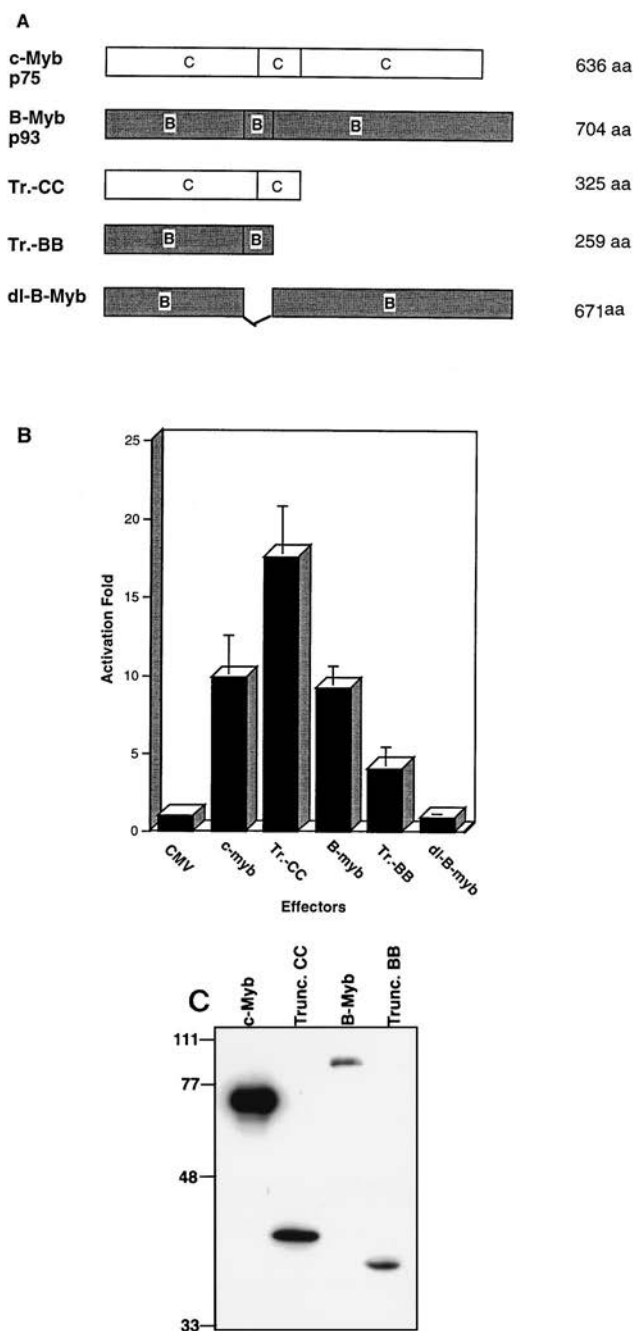 A
c-Myb
p75
C C C
636 aa
B-Myb
p93
B B B
704 aa
Tr.-CC
C C
325 aa
Tr.-BB
B B
259 aa
dl-B-Myb
B B
671aa
B
25
20
15
10
5
0
Activation Fold
CMV
c-myb
Tr.-CC
B-myb
Tr.-BB
dl-B-myb
Effectors
C
c-Myb
Trunc. CC
B-Myb
Trunc. BB
111
77
48
33